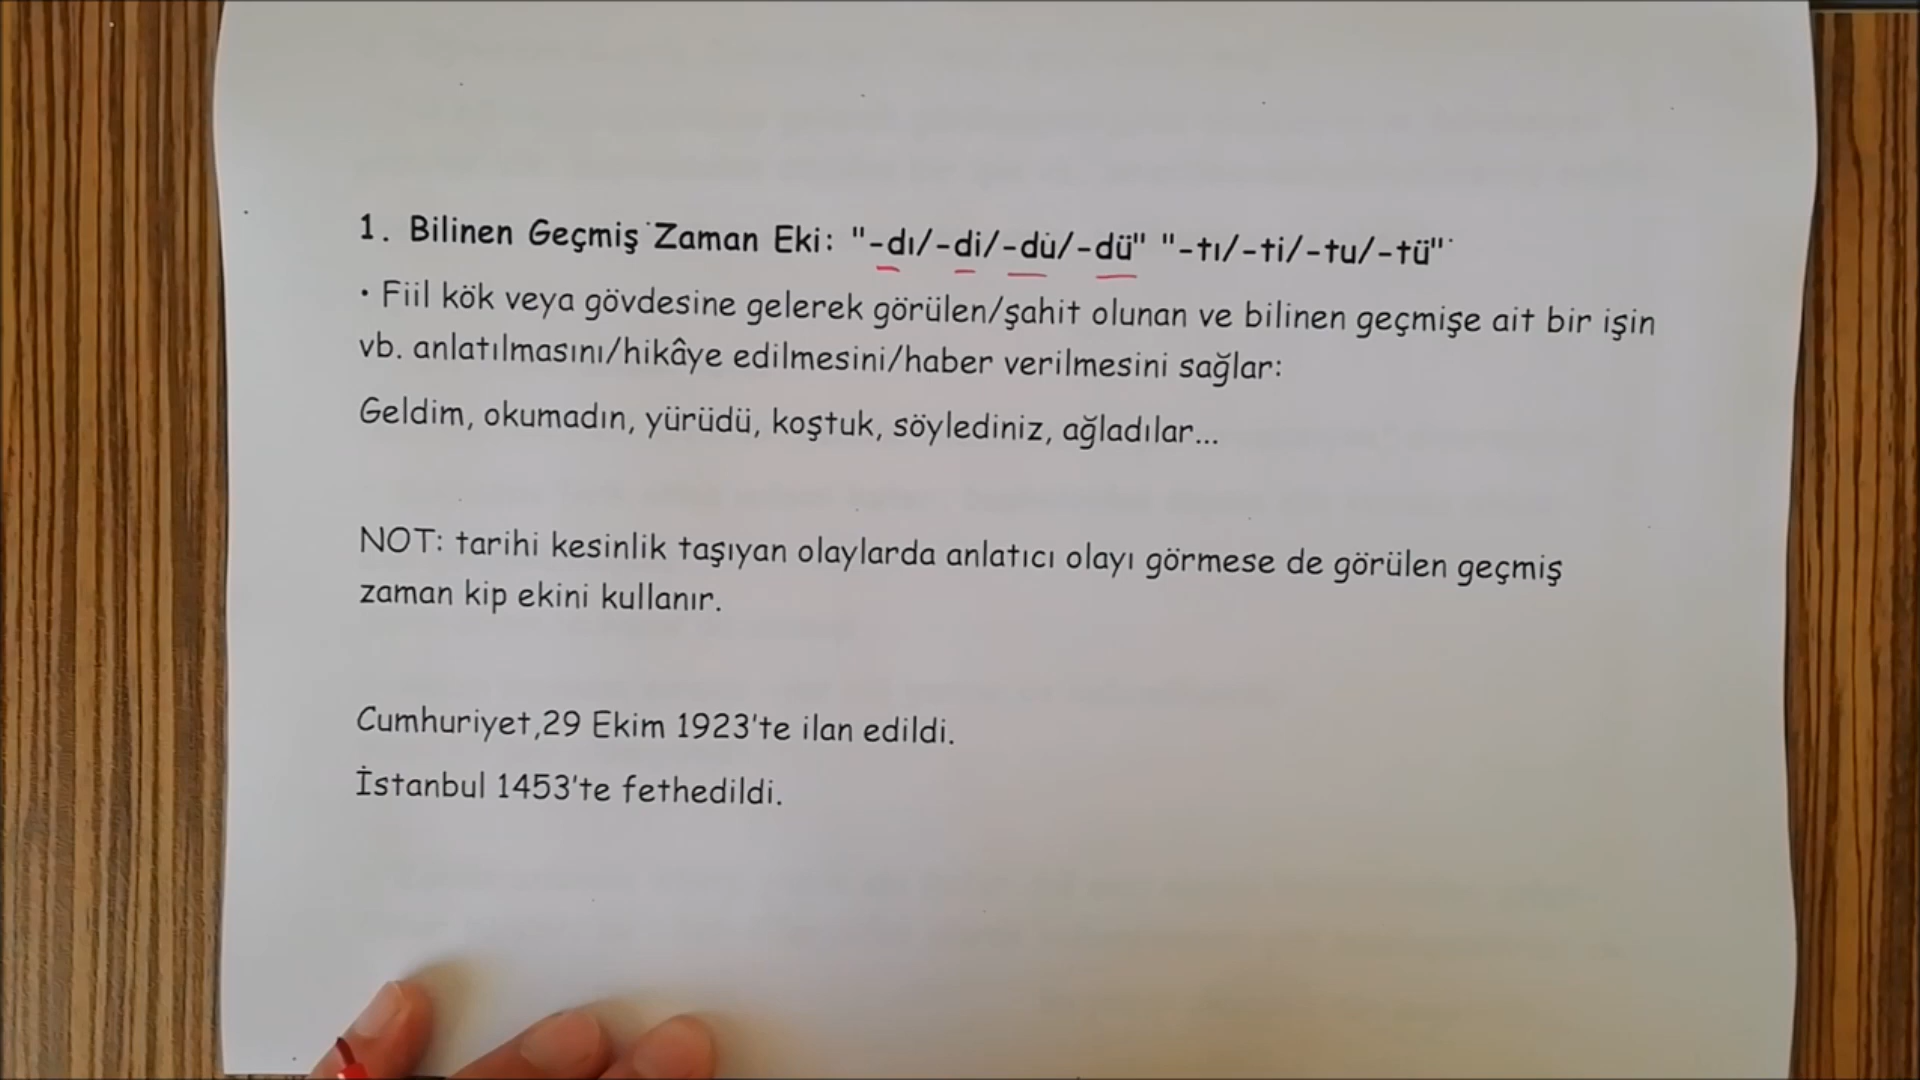 1. Bilinen Geçmiş Zaman Eki: "-dı/-di/-du/-dü" "-tı/-ti/-tu/-tü"
• Fiil kök veya gövdesine gelerek görülen/şahit olunan ve bilinen geçmişe ait bir işin
vb. anlatılmasını/hikâye edilmesini/haber verilmesini sağlar:
Geldim, okumadın, yürüdü, koştuk, söylediniz, ağladılar...
NOT: tarihi kesinlik taşıyan olaylarda anlatıcı olayı görmese de görülen geçmiş
zaman kip ekini kullanır.
Cumhuriyet,29 Ekim 1923'te ilan edildi.
İstanbul 1453'te fethedildi.